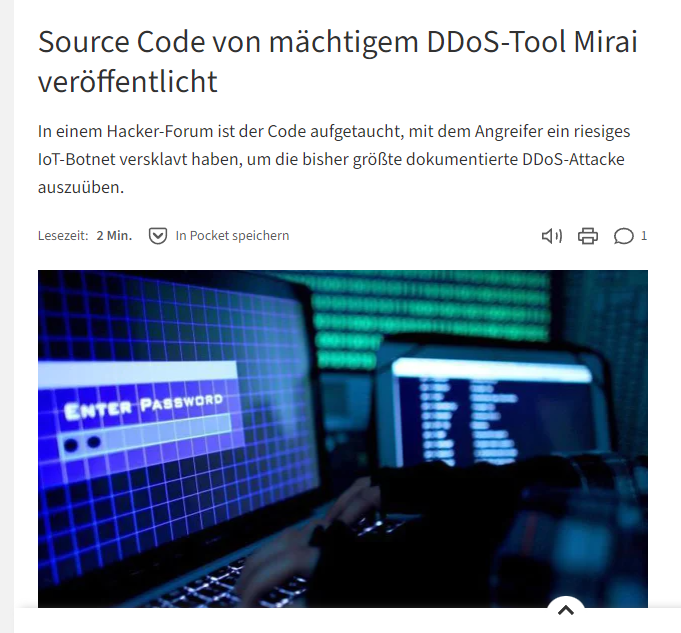 Source Code von mächtigem DDoS-Tool Mirai
veröffentlicht
In einem Hacker-Forum ist der Code aufgetaucht, mit dem Angreifer ein riesiges
IoT-Botnet versklavt haben, um die bisher größte dokumentierte DDoS-Attacke
auszuüben.
Lesezeit: 2 Min. In Pocket speichern 1
ENTER PASSWORD